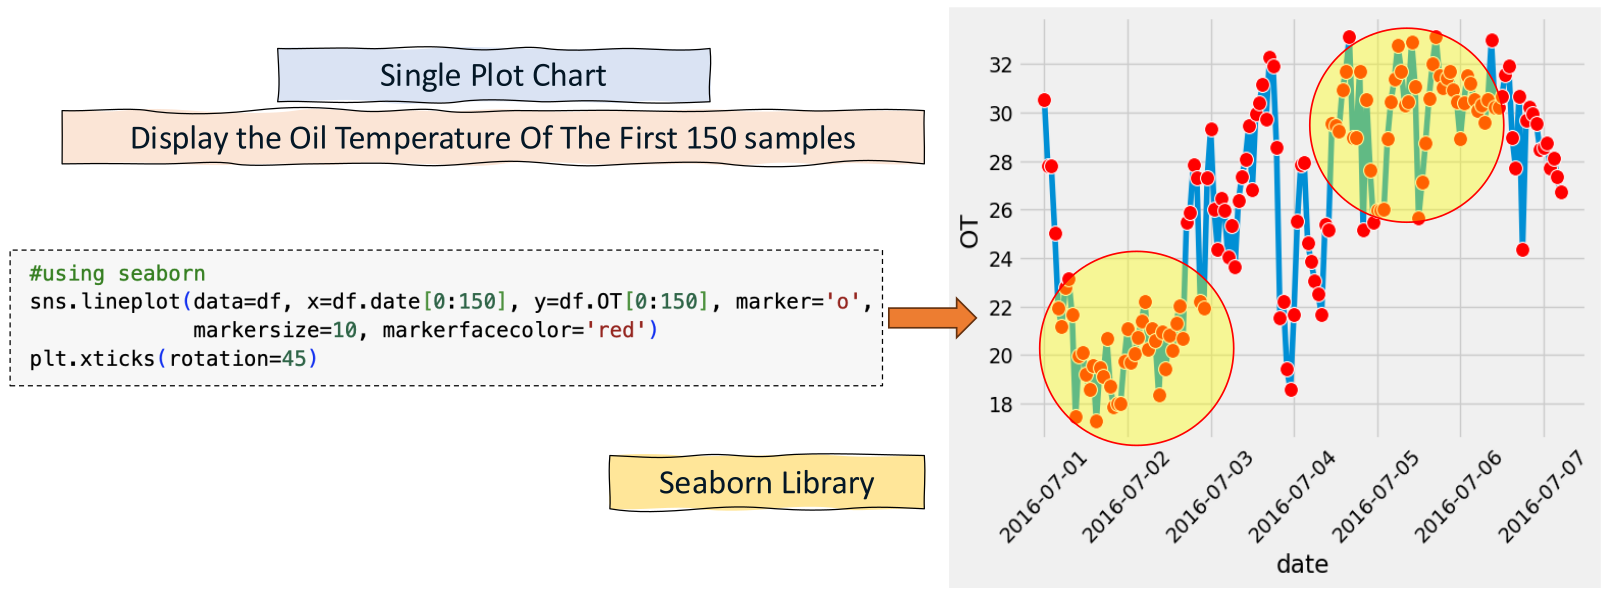 Single Plot Chart
Display the Oil Temperature Of The First 150 samples
#using seaborn
sns.lineplot(data=df, x=df.date[0:150], y=df.OT[0:150], marker='o',
markersize=10, markerfacecolor='red')
plt.xticks(rotation=45)
Seaborn Library
32
30
28
26
24
22
20
18
OT
2016-07-01
2016-07-02
2016-07-03
2016-07-04
2016-07-05
2016-07-06
2016-07-07
date